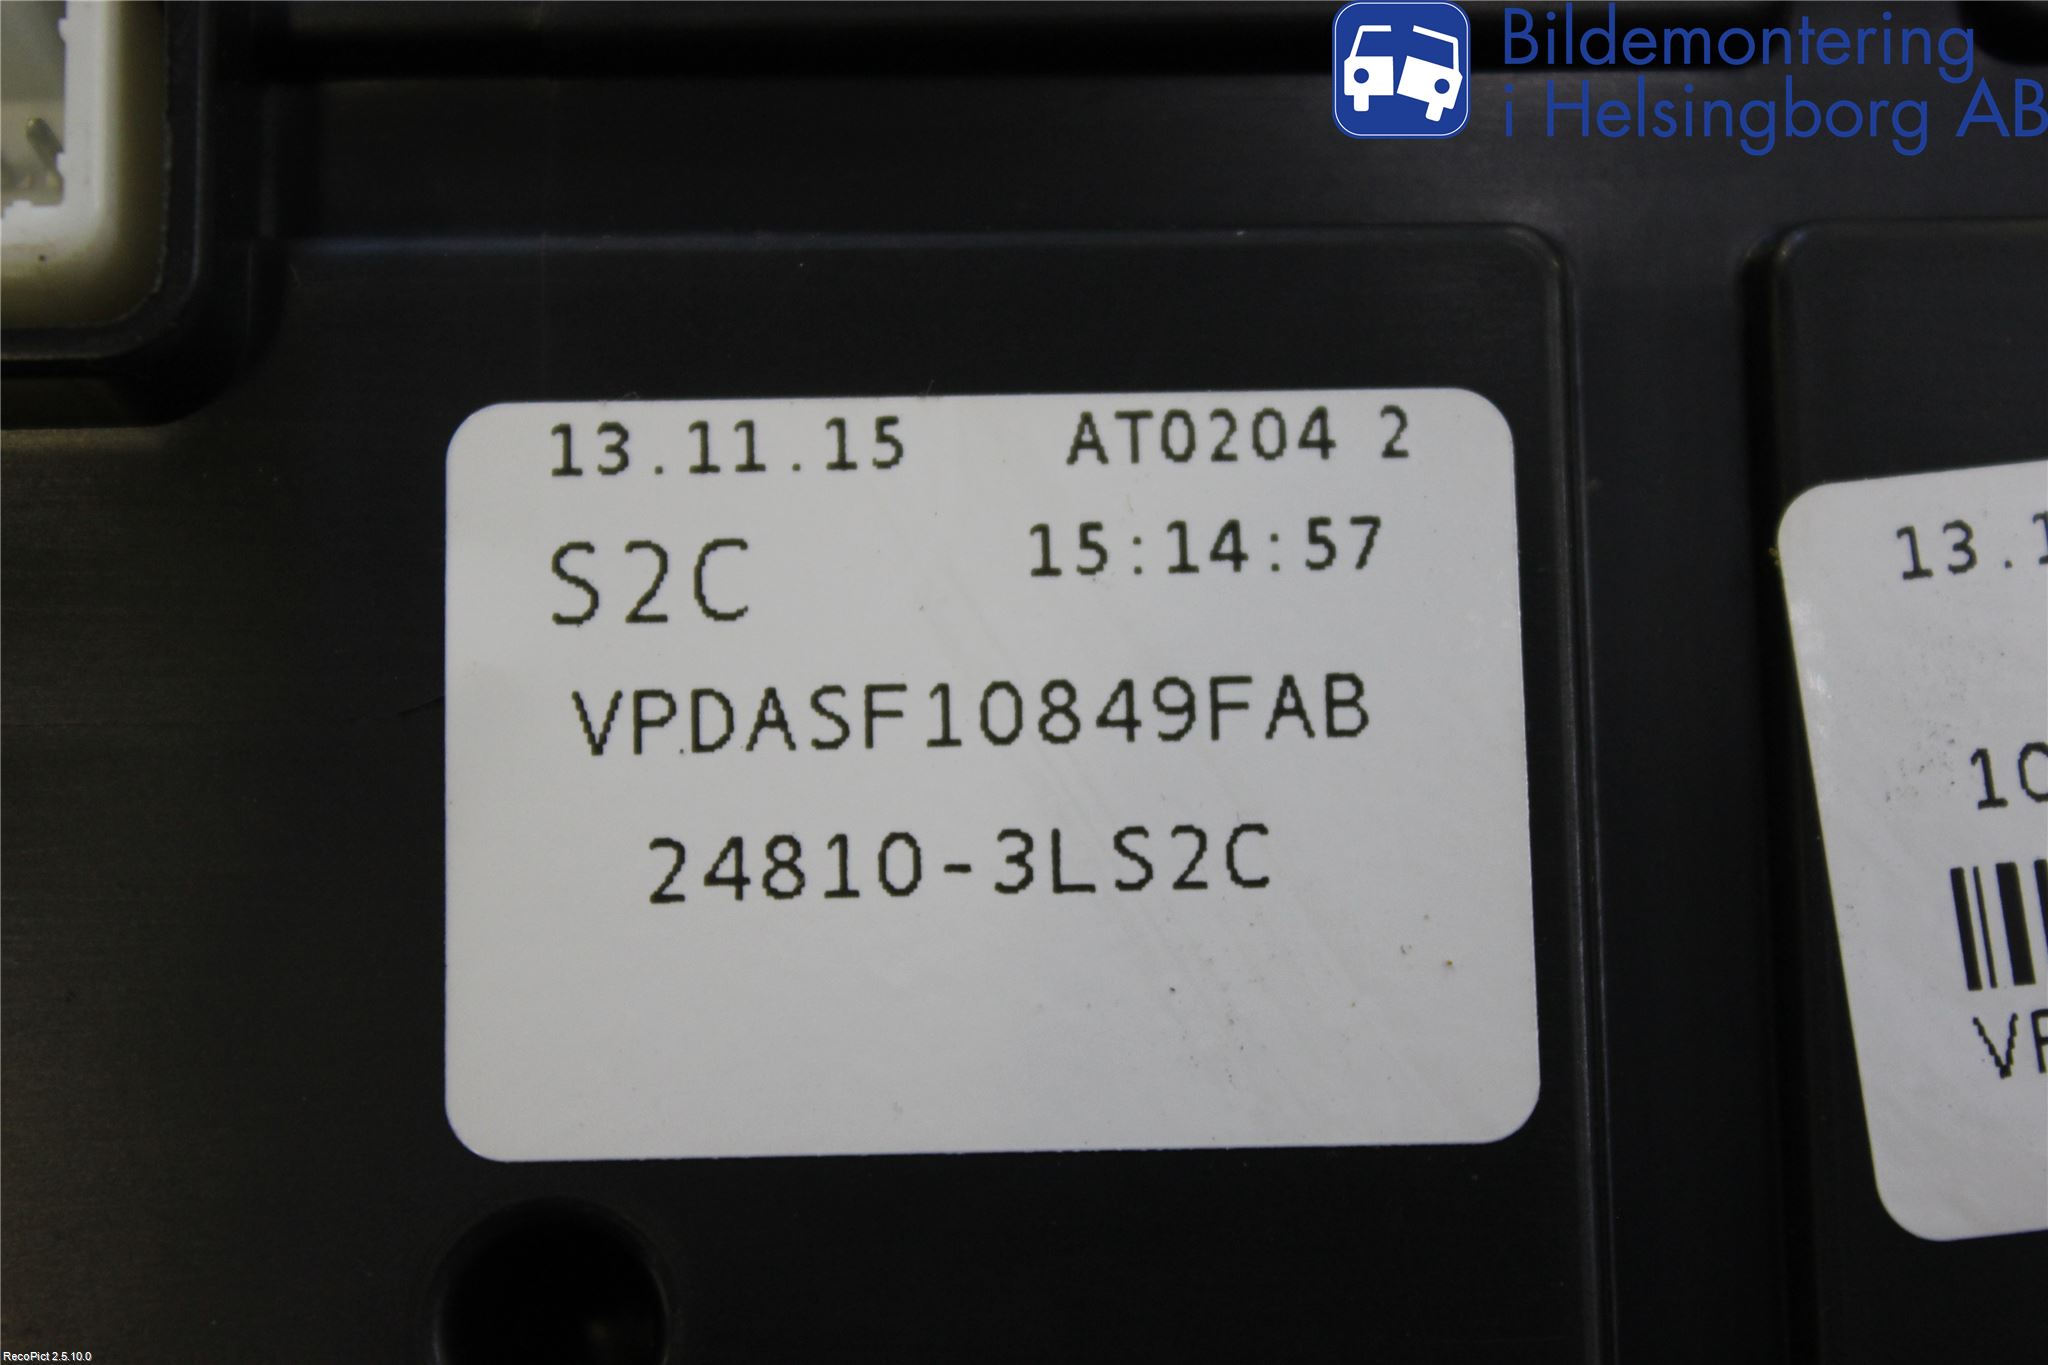 Bildemontering
i Helsingborg AB
13.11.15 AT0204 2
S2C 15:14:57
VPDASF10849FAB
24810-3LS2C
13.1
10
VP
RecoPict 2.5.10.0